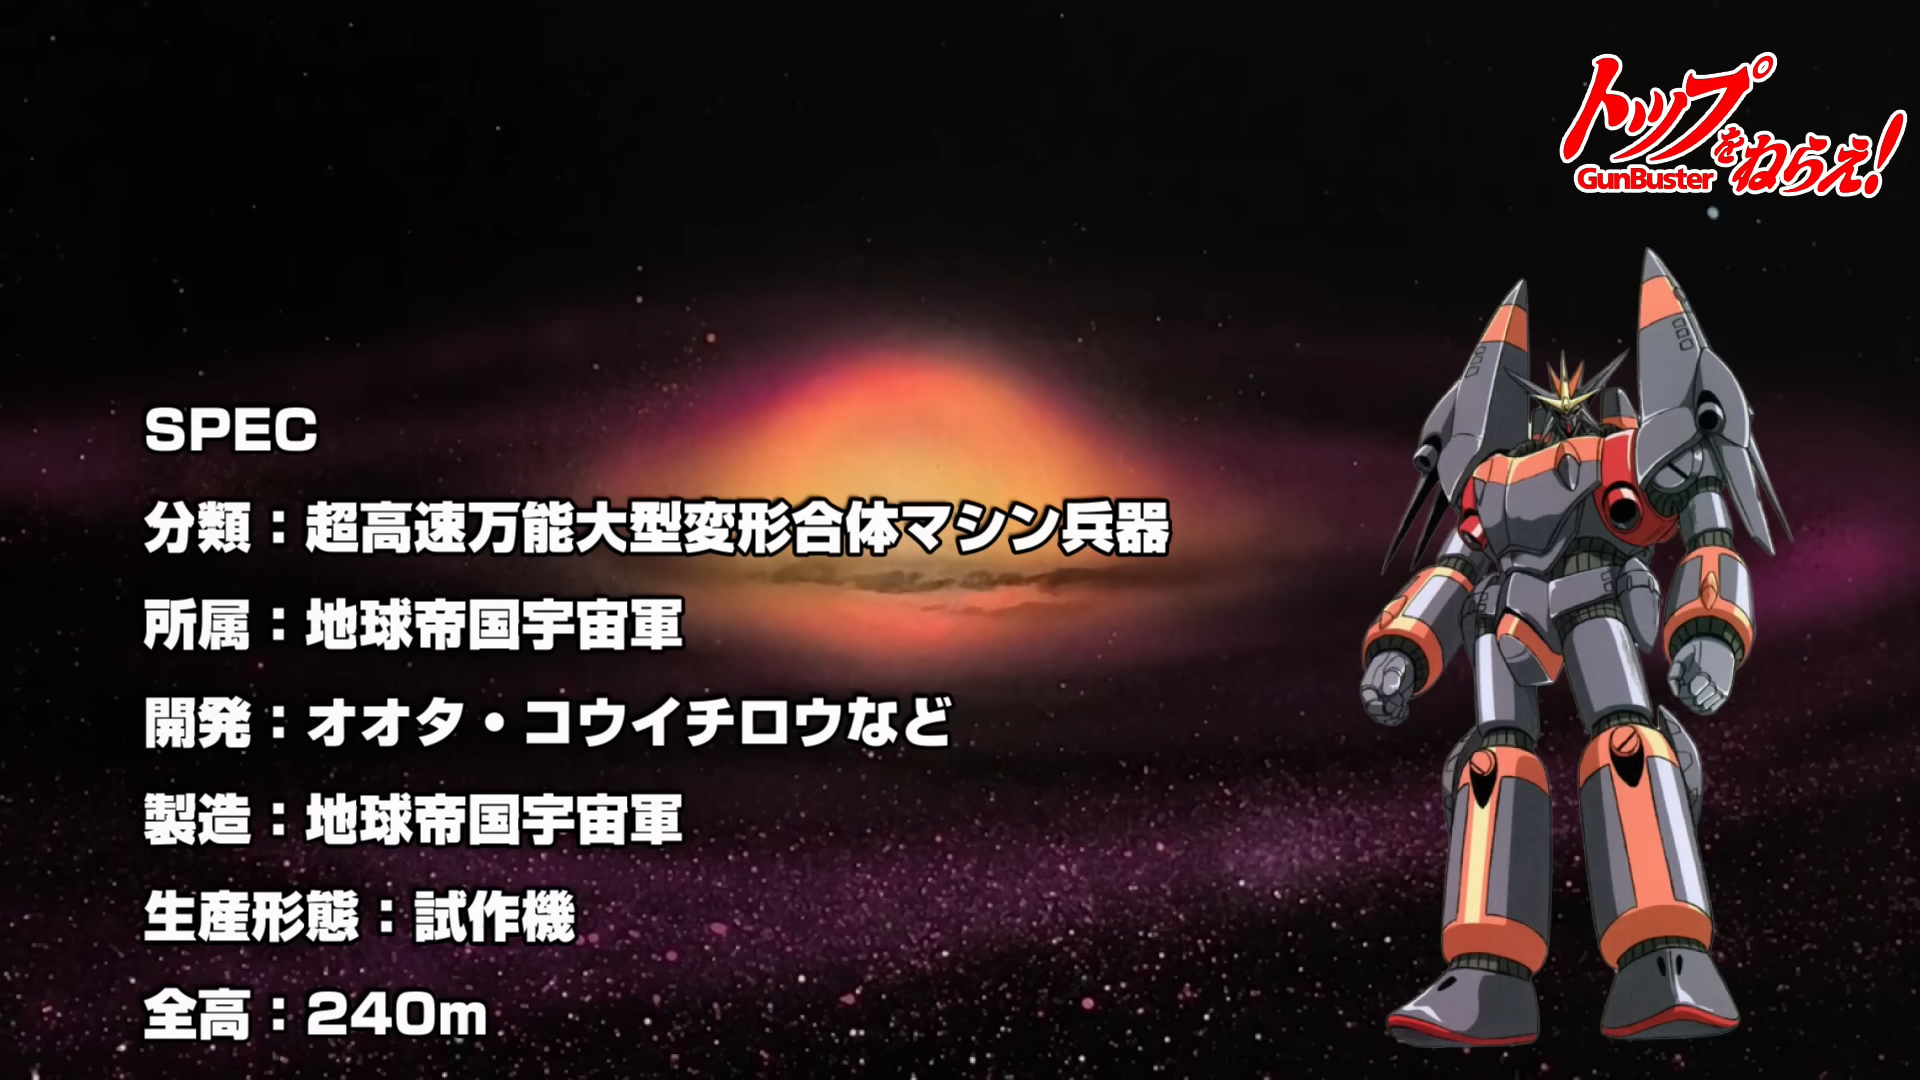 トップをねらえ!
GunBuster
SPEC
分類：超高速万能大型変形合体マシン兵器
所属：地球帝国宇宙軍
開発：オオタ・コウイチロウなど
製造：地球帝国宇宙軍
生産形態：試作機
全高：240m